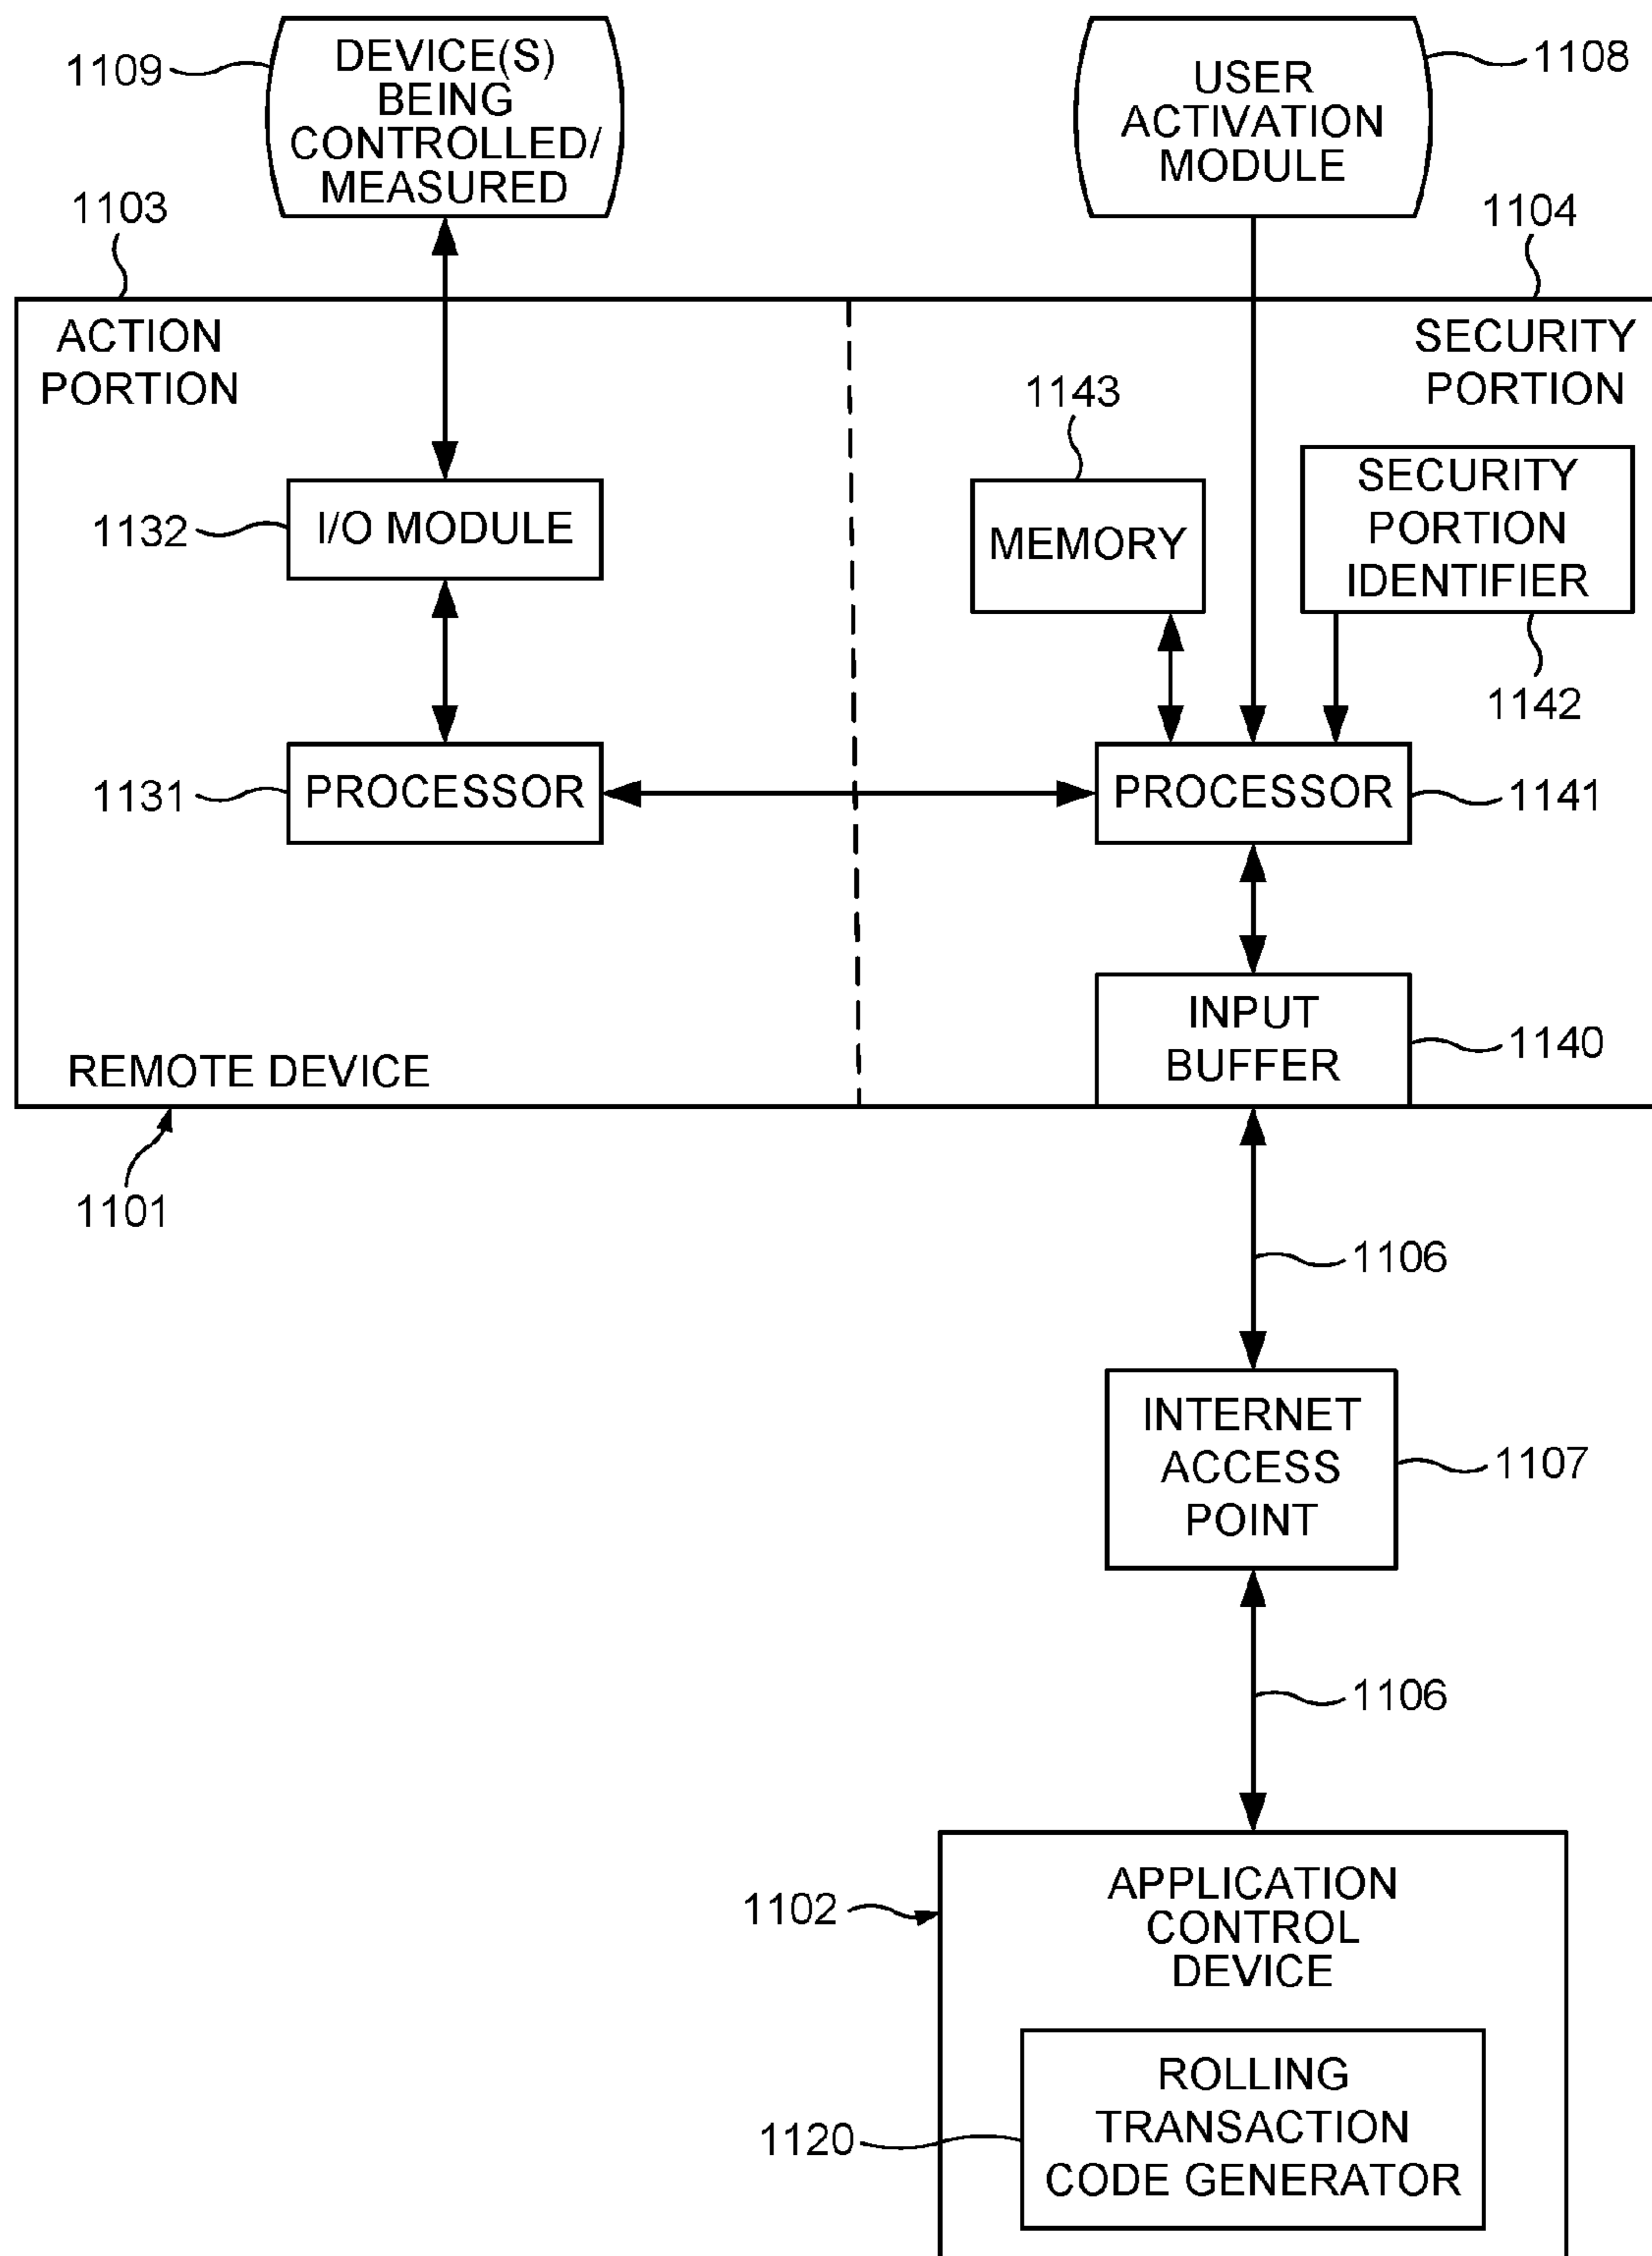 1109
DEVICE(S)
BEING
CONTROLLED/
MEASURED
USER
ACTIVATION
MODULE
1108
1103
1104
ACTION
PORTION
SECURITY
PORTION
1143
1132
I/O MODULE
MEMORY
SECURITY
PORTION
IDENTIFIER
1142
1131
PROCESSOR
PROCESSOR
1141
INPUT
BUFFER
1140
REMOTE DEVICE
1101
1106
INTERNET
ACCESS
POINT
1107
1106
1102
APPLICATION
CONTROL
DEVICE
1120
ROLLING
TRANSACTION
CODE GENERATOR